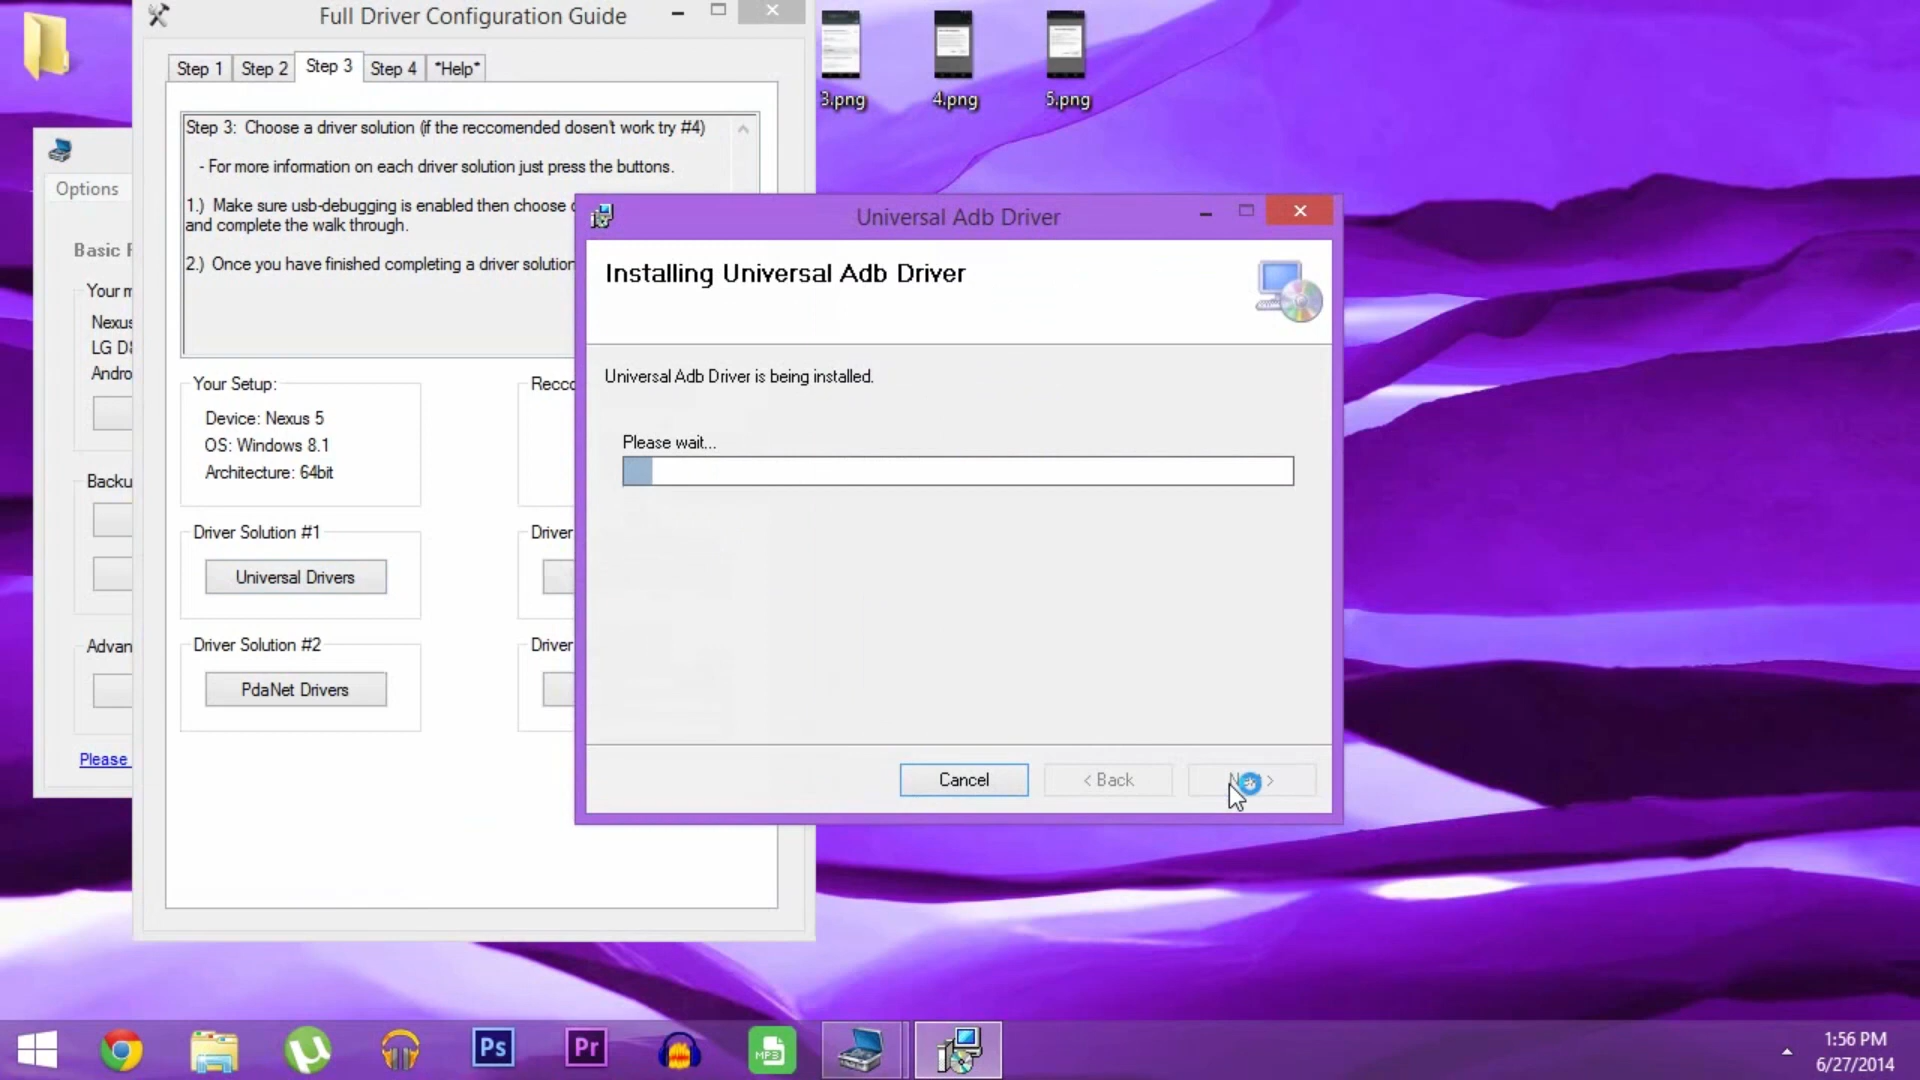 Full Driver Configuration Guide
Step 1
Step 2
Step 3
Step 4
*Help*
Step 3: Choose a driver solution (if the reccomended dosen't work try #4)
- For more information on each driver solution just press the buttons.
1.) Make sure usb-debugging is enabled then choose
and complete the walk through.
2.) Once you have finished completing a driver solution
Your Setup:
Device: Nexus 5
OS: Windows 8.1
Architecture: 64bit
Driver Solution #1
Universal Drivers
Driver Solution #2
PdaNet Drivers
Driver
Driver
Options
Basic
Your
Please
3.png
4.png
5.png
Universal Adb Driver
Installing Universal Adb Driver
Universal Adb Driver is being installed.
Please wait...
Cancel
< Back
Ps
Pr
MP3
1:56 PM
6/27/2014